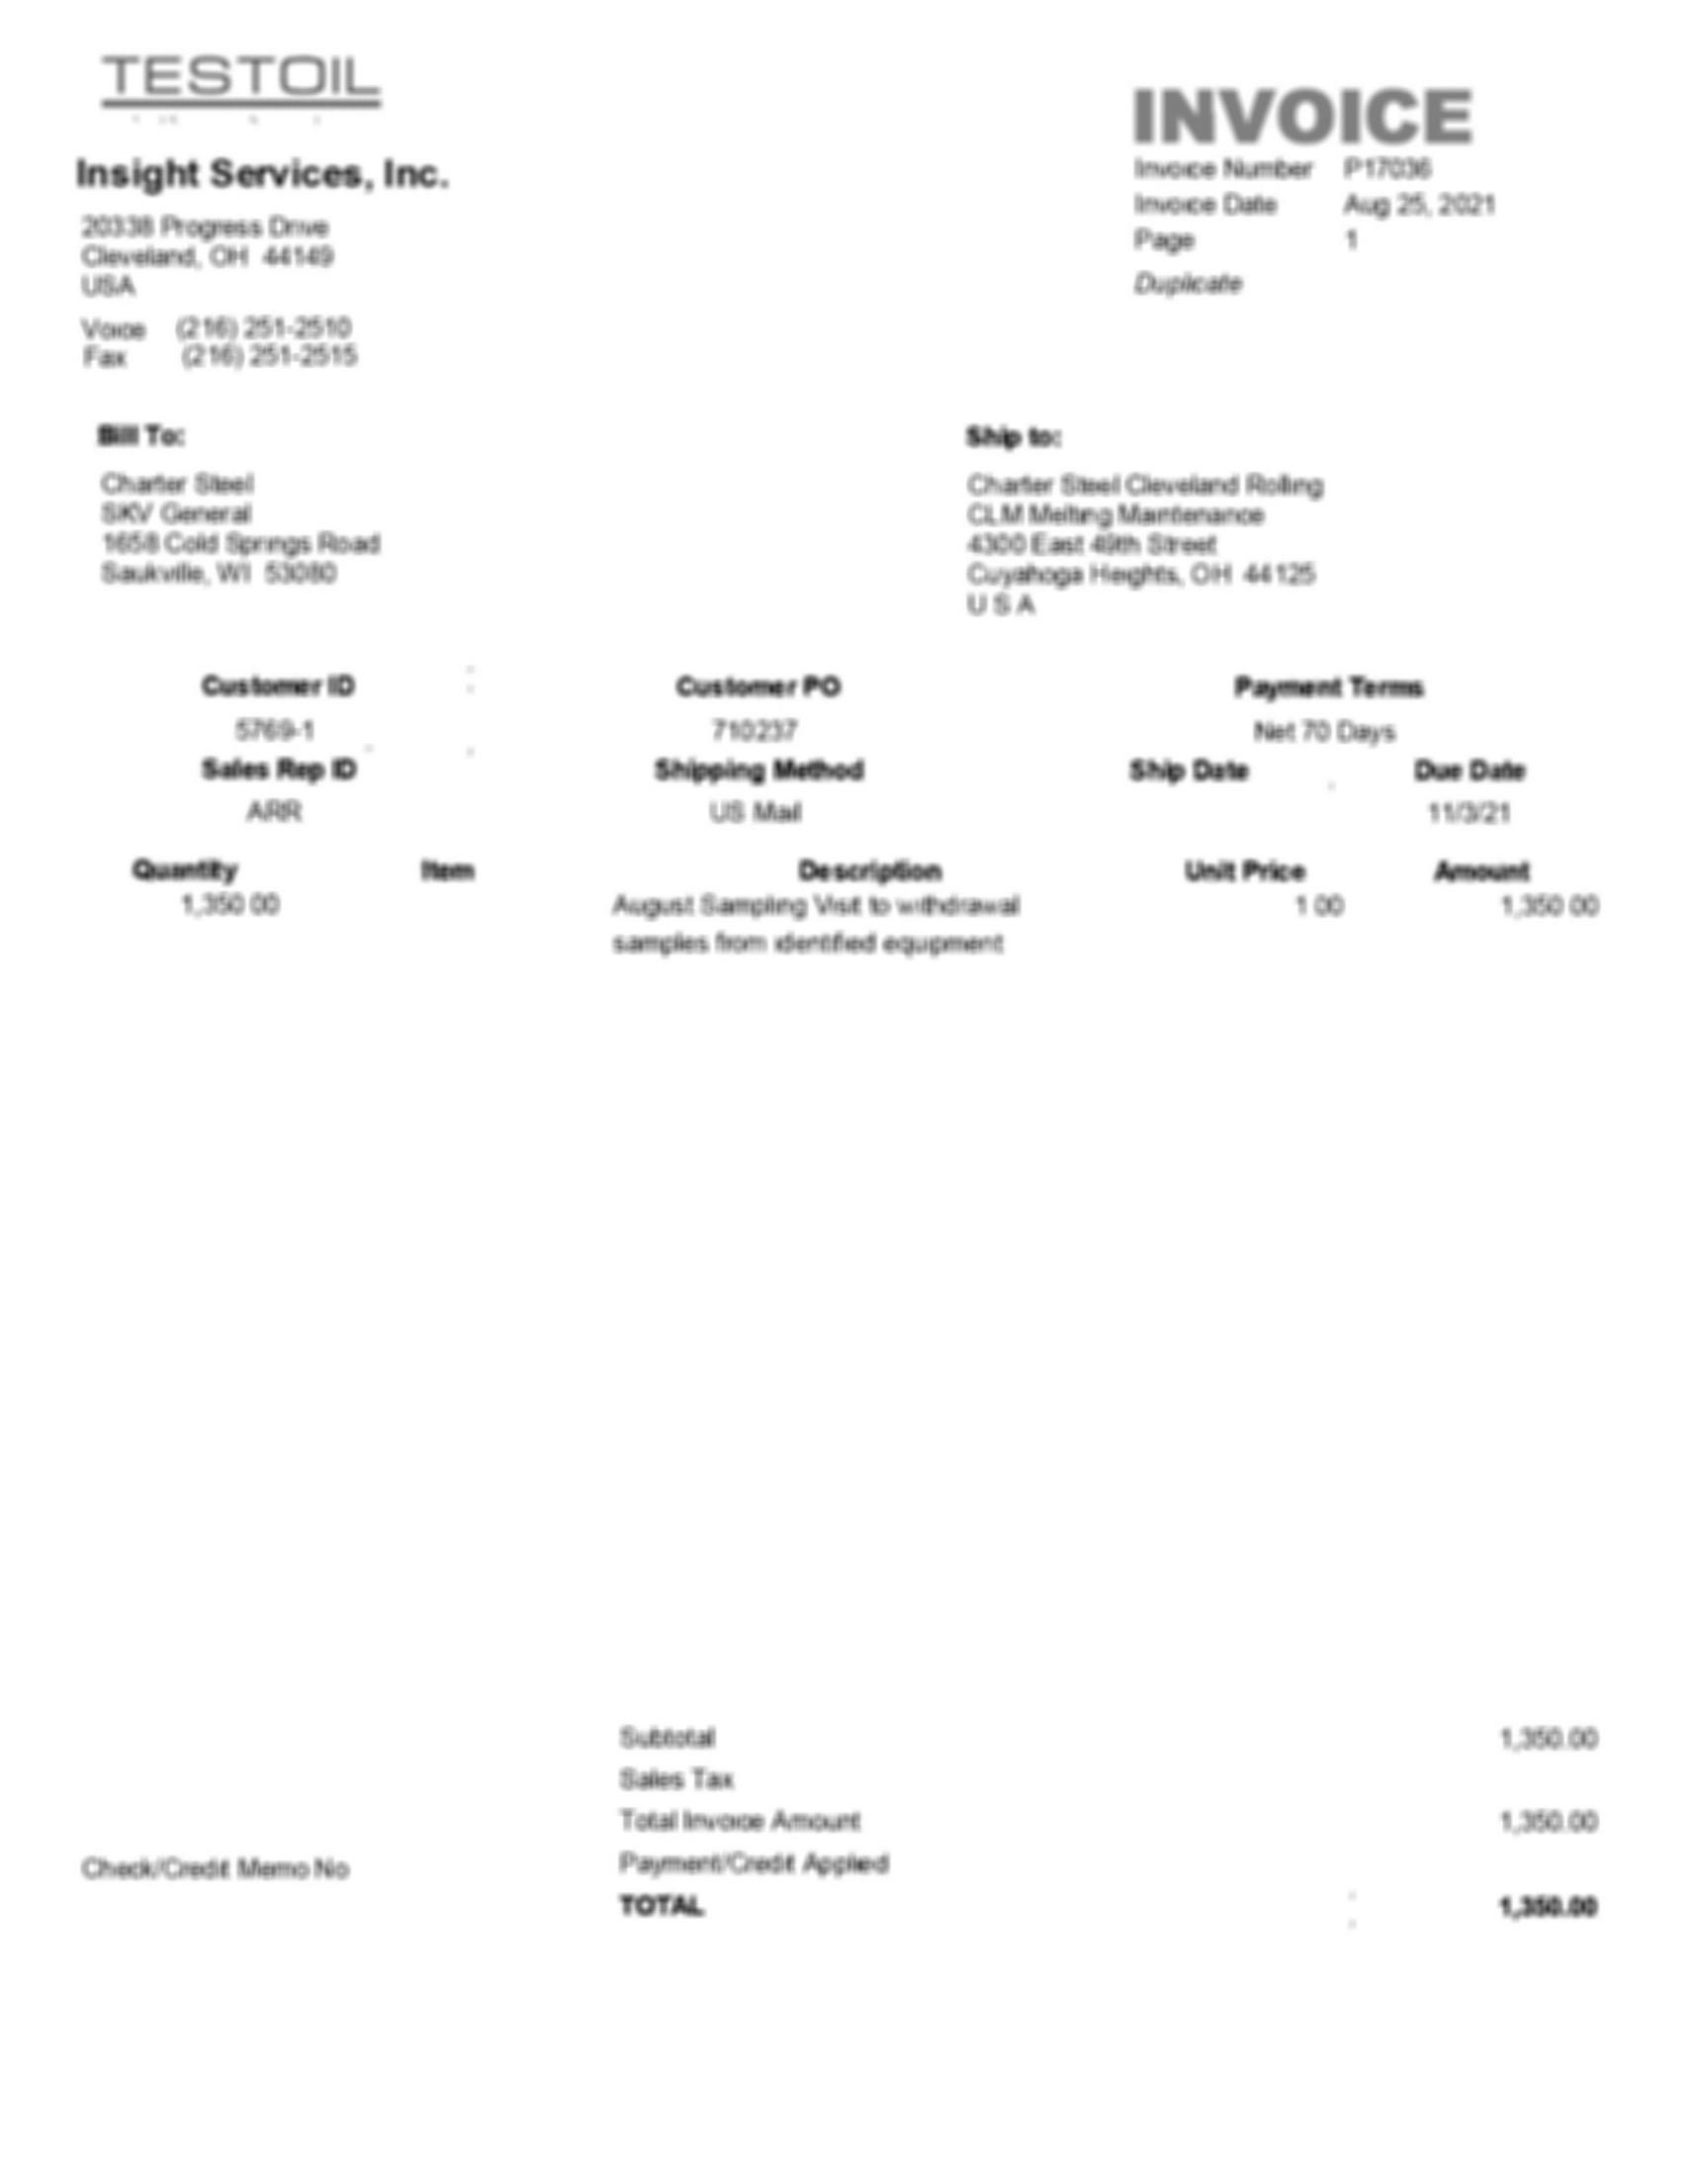 TESTOIL
INVOICE
Insight Services, Inc.
Invoice Number P17036
Invoice Date Aug 25, 2021
Page 1
Duplicate
20338 Progress Drive
Cleveland, OH 44149
USA
Voice (216) 251-2510
Fax (216) 251-2515
Bill To:
Charter Steel
SKV General
1658 Cold Springs Road
Saukville, WI 53080
Ship to:
Charter Steel Cleveland Rolling
CLM Melting Maintenance
4300 East 49th Street
Cuyahoga Heights, OH 44125
U S A
Customer ID Customer PO Payment Terms
5769-1 710237 Net 70 Days
Sales Rep ID Shipping Method Ship Date Due Date
ARR US Mail 11/3/21
Quantity Item Description Unit Price Amount
1,350 00 August Sampling Visit to withdrawal 1 00 1,350 00
samples from identified equipment
Subtotal 1,350.00
Sales Tax
Total Invoice Amount 1,350.00
Check/Credit Memo No Payment/Credit Applied
TOTAL 1,350.00